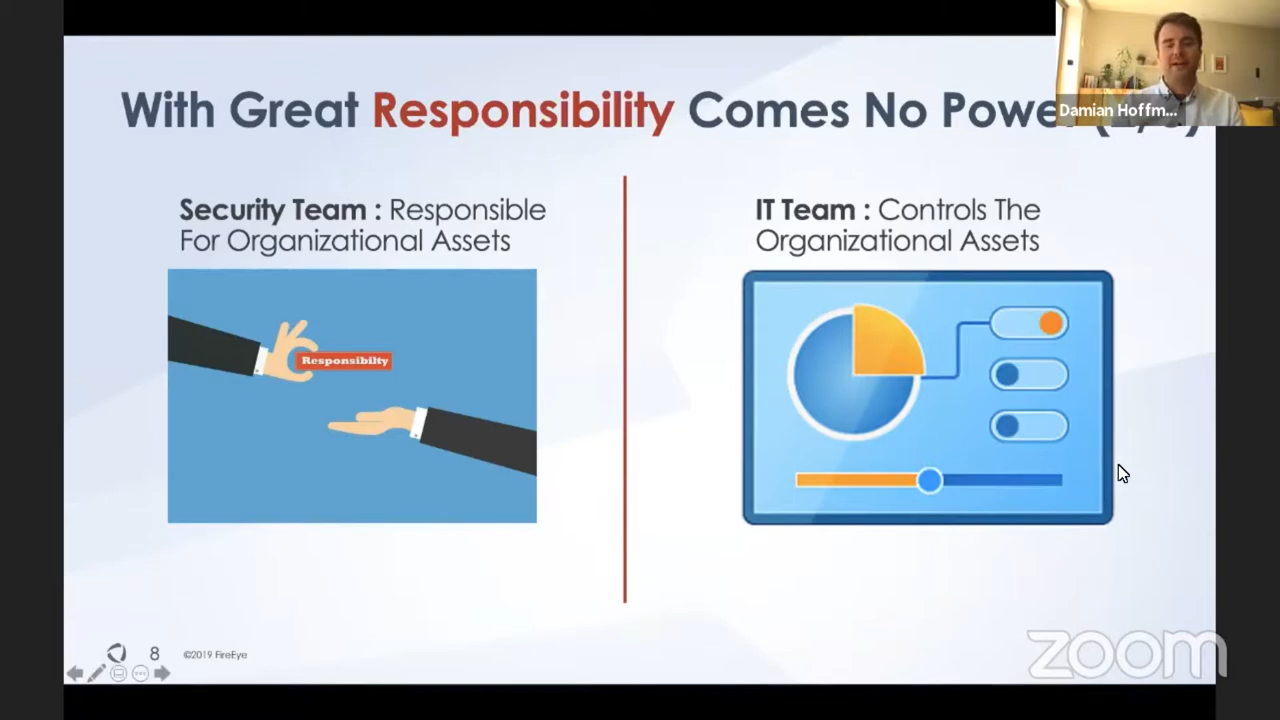 With Great Responsibility Comes No Power
Damian Hoffm...
Security Team : Responsible
For Organizational Assets
IT Team : Controls The
Organizational Assets
Responsibilty
8
©2019 FireEye
zoom